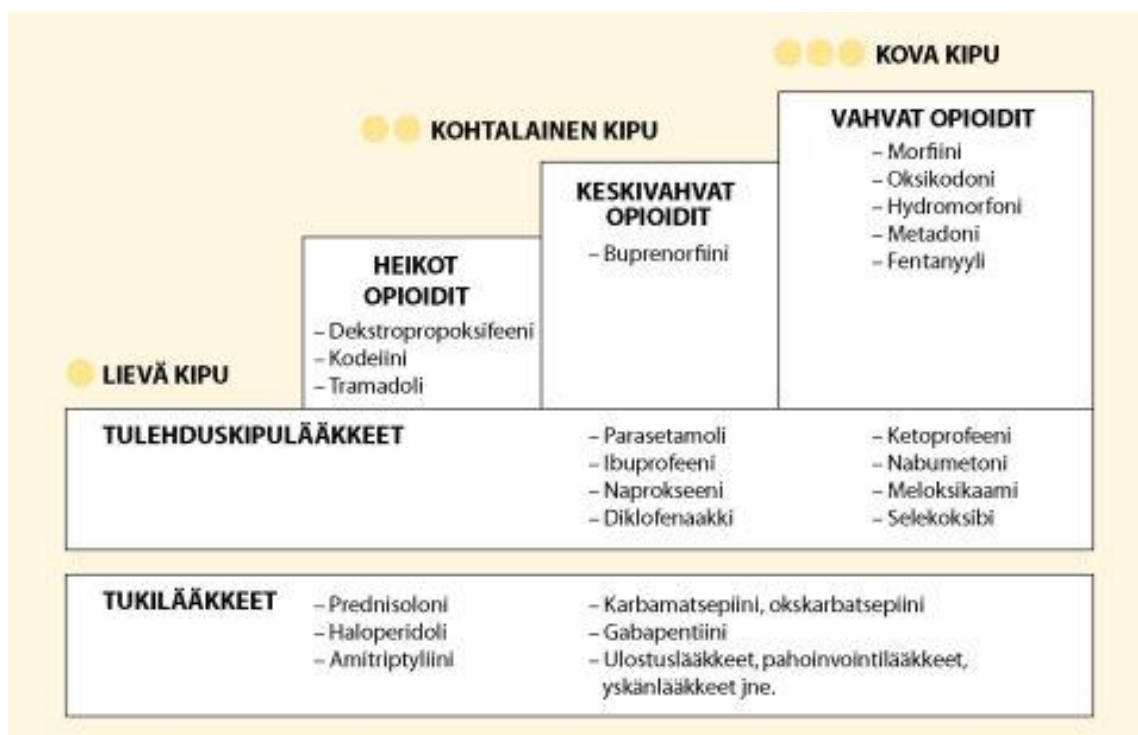 KOVA KIPU
VAHVAT OPIOIDIT
– Morfiini
– Oksikodoni
– Hydromorfoni
– Metadoni
– Fentanyyli
KOHTALAINEN KIPU
KESKIVAHVAT
OPIOIDIT
– Buprenorfiini
HEIKOT
OPIOIDIT
– Dekstropropoksifeeni
– Kodeiini
– Tramadoli
LIEVÄ KIPU
TULEHDUSKIPULÄÄKKEET
– Parasetamoli
– Ibuprofeeni
– Naprokseeni
– Diklofenaakki
– Ketoprofeeni
– Nabumetoni
– Meloksikaami
– Selekoksibi
TUKILÄÄKKEET
– Prednisoloni
– Haloperidoli
– Amitriptyliini
– Karbamatsepiini, okskarbatsepiini
– Gabapentiini
– Ulostuslääkkeet, pahoinvointilääkkeet,
yskänlääkkeet jne.